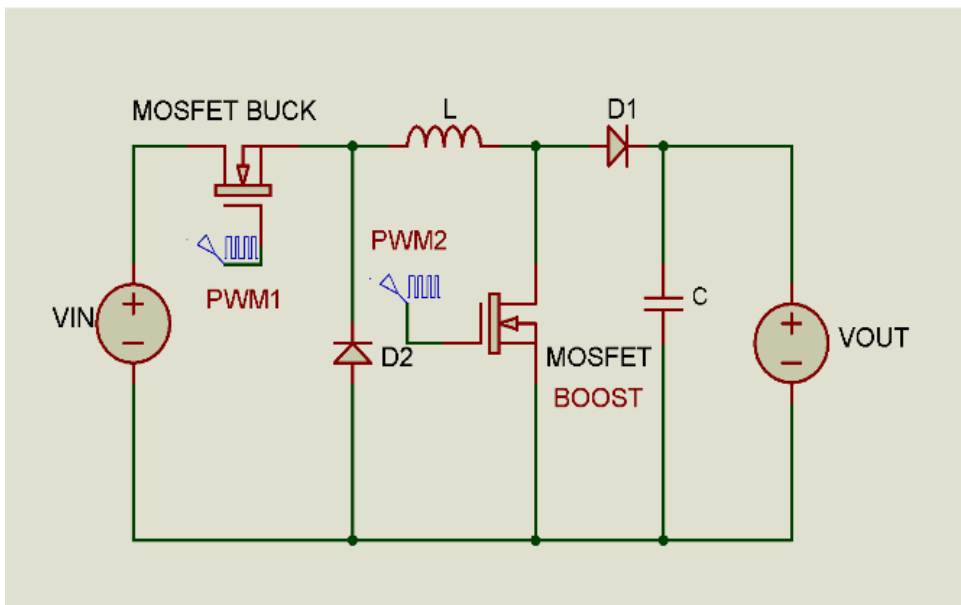 MOSFET BUCK
L
D1
PWM2
PWM1
VIN
C
VOUT
D2
MOSFET
BOOST